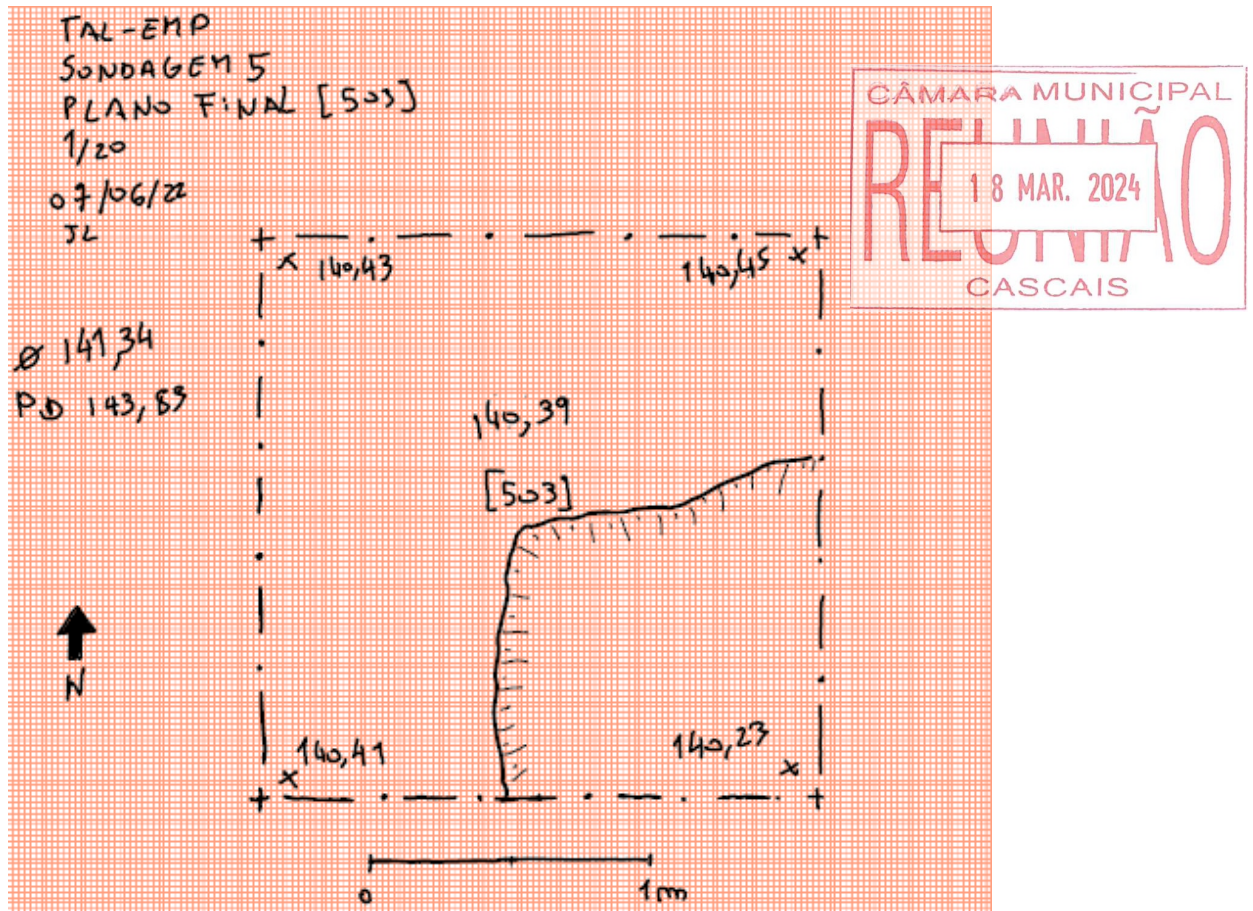 TAL-EMP
SONDAGEM 5
PLANO FINAL [503]
1/20
07/06/22
JL
CÂMARA MUNICIPAL
REUNIÃO
18 MAR. 2024
CASCAIS
140,43
140,45
Ø 141,34
PD 143,89
140,39
[503]
N
140,41
140,23
0
1m